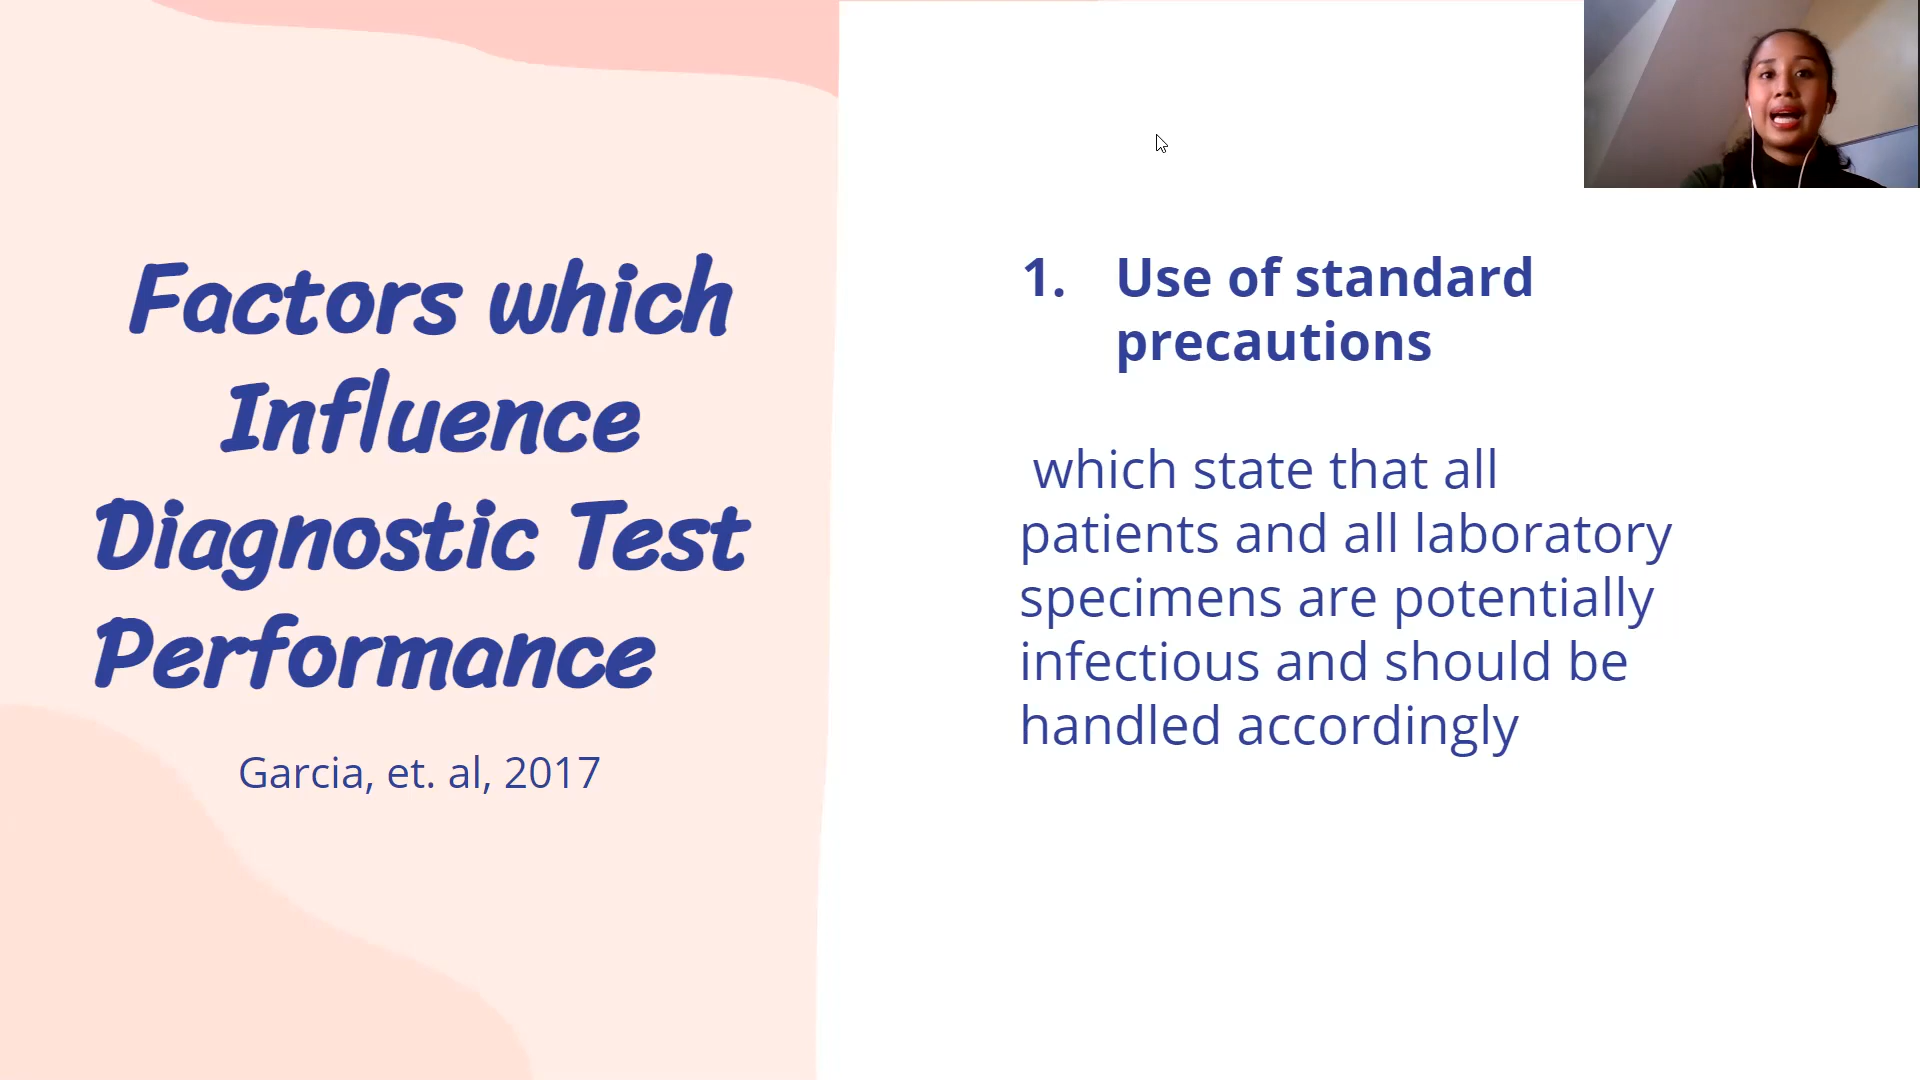 Factors which
Influence
Diagnostic Test
Performance
Garcia, et. al, 2017
1. Use of standard
precautions
which state that all
patients and all laboratory
specimens are potentially
infectious and should be
handled accordingly